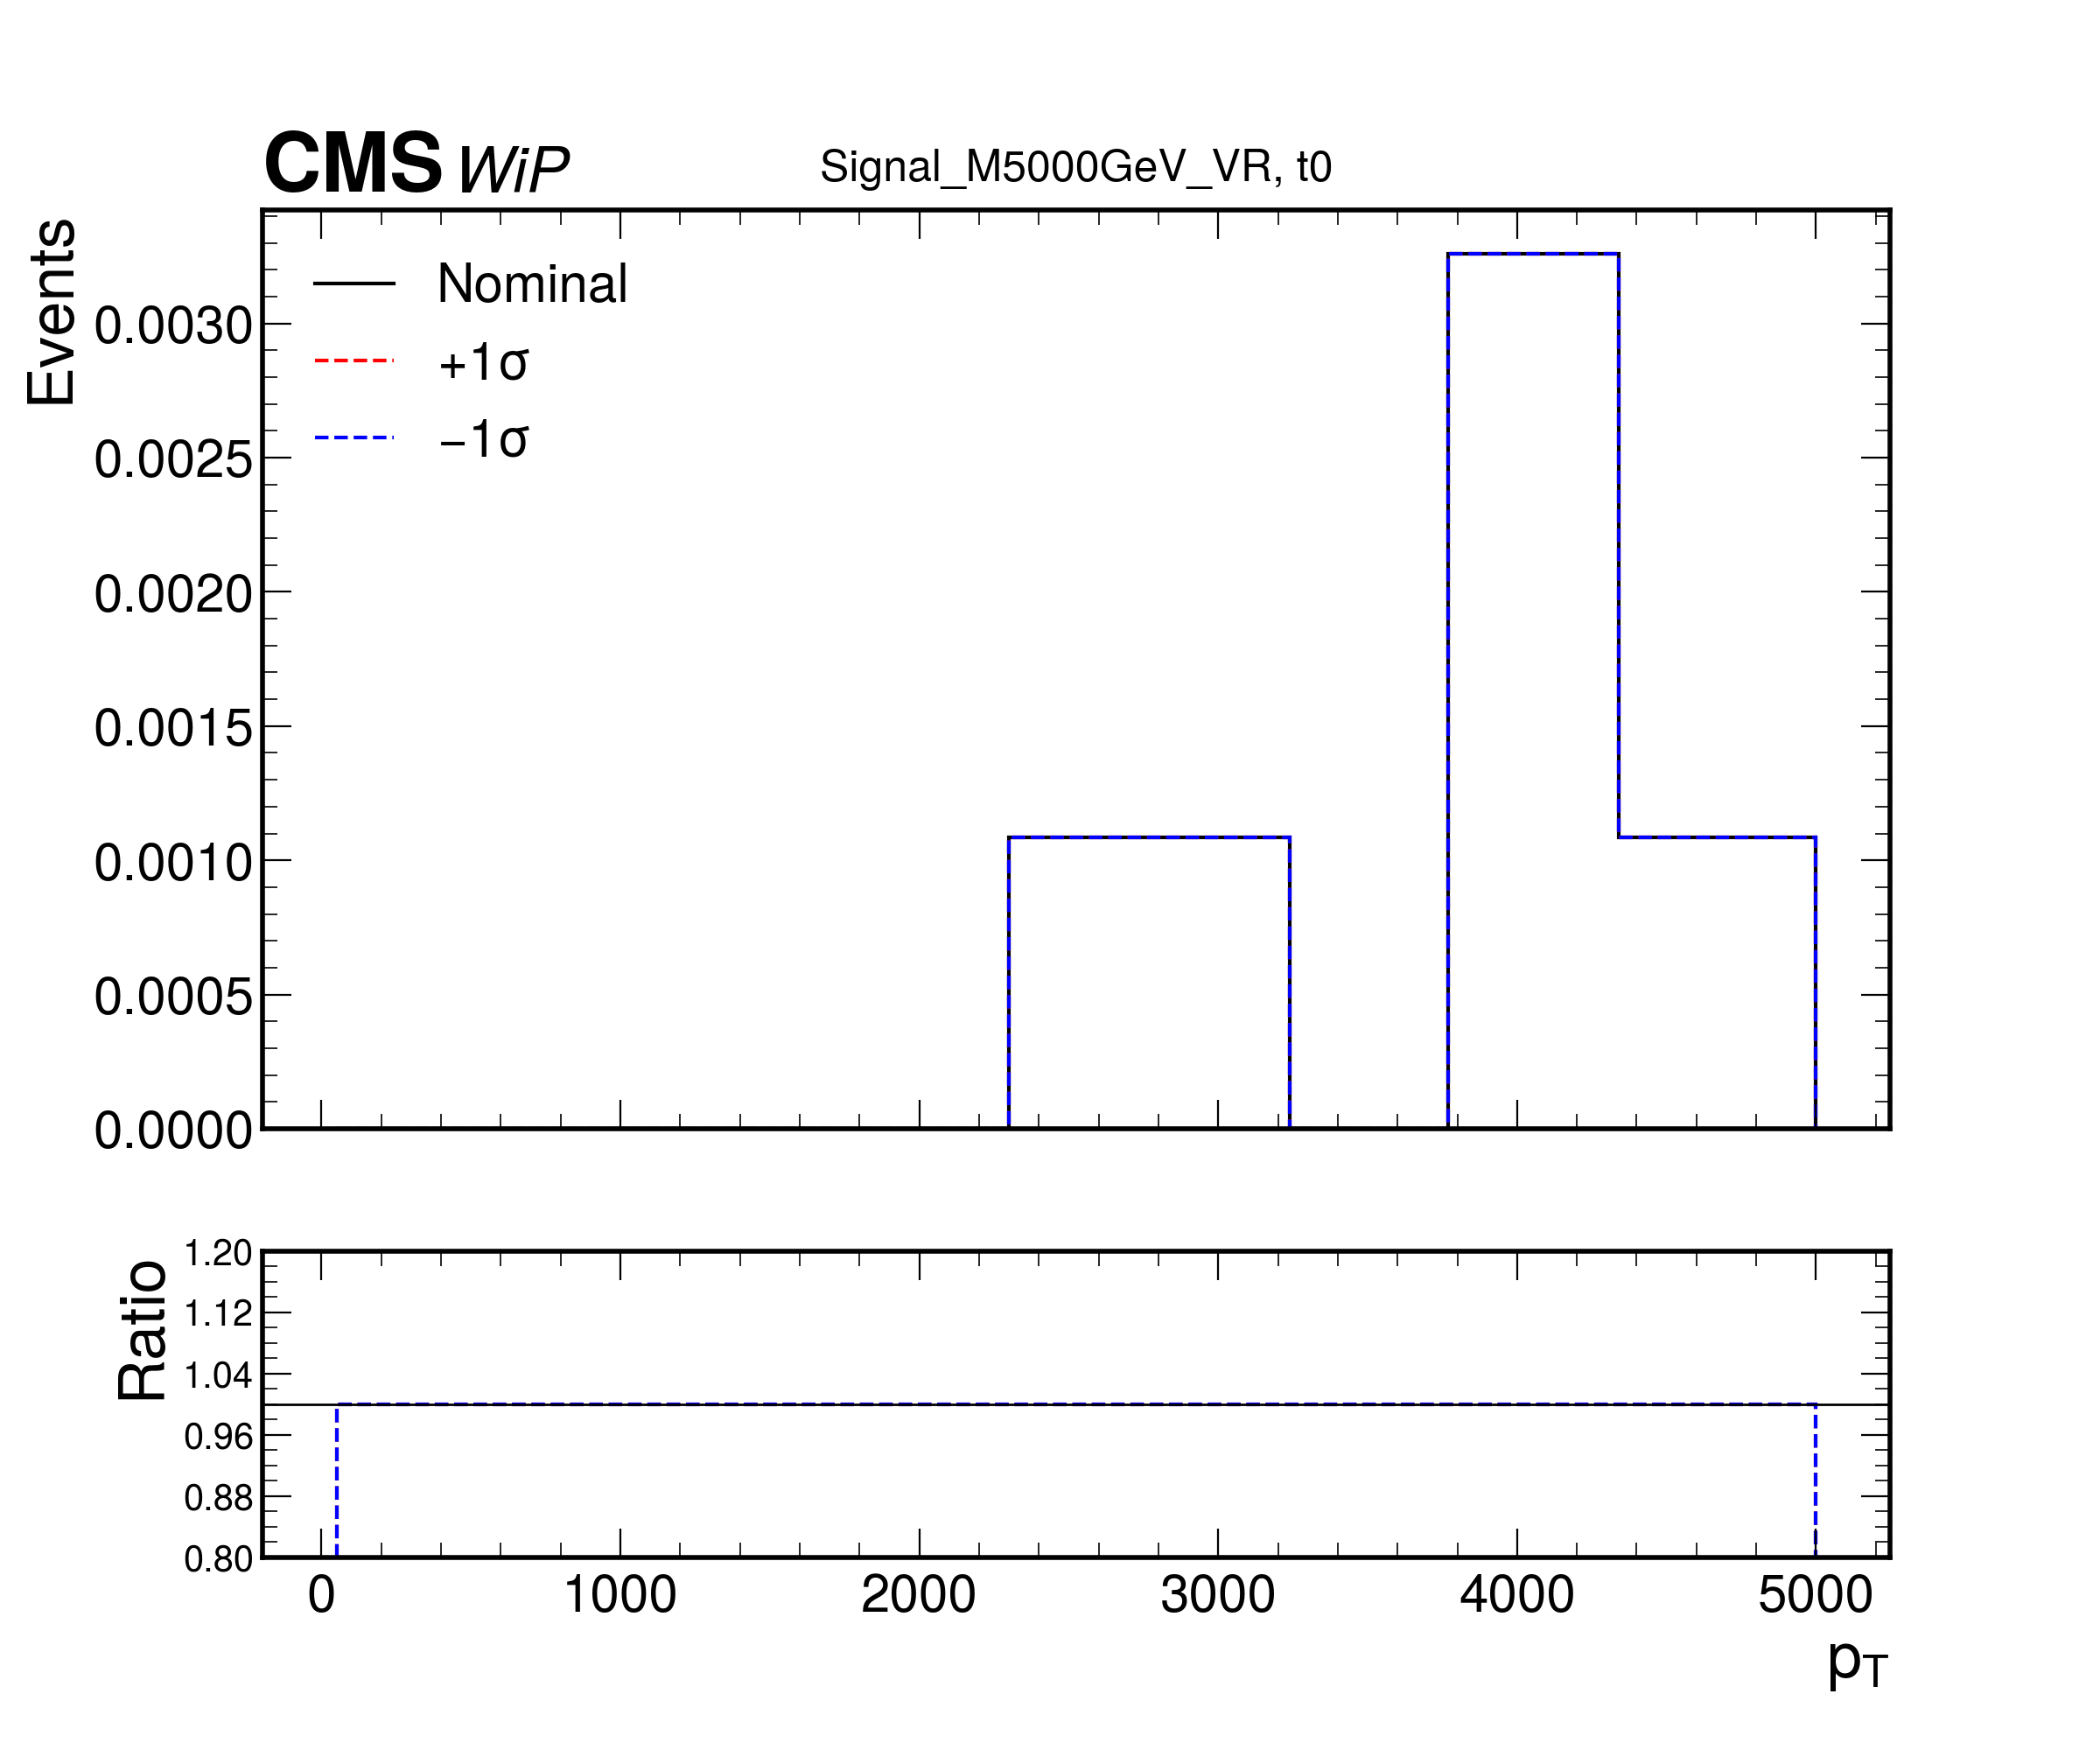 CMS WiP
Signal_M5000GeV_VR, t0
Events
Nominal
+1σ
−1σ
0.0030
0.0025
0.0020
0.0015
0.0010
0.0005
0.0000
Ratio
1.20
1.12
1.04
0.96
0.88
0.80
0 1000 2000 3000 4000 5000
pT